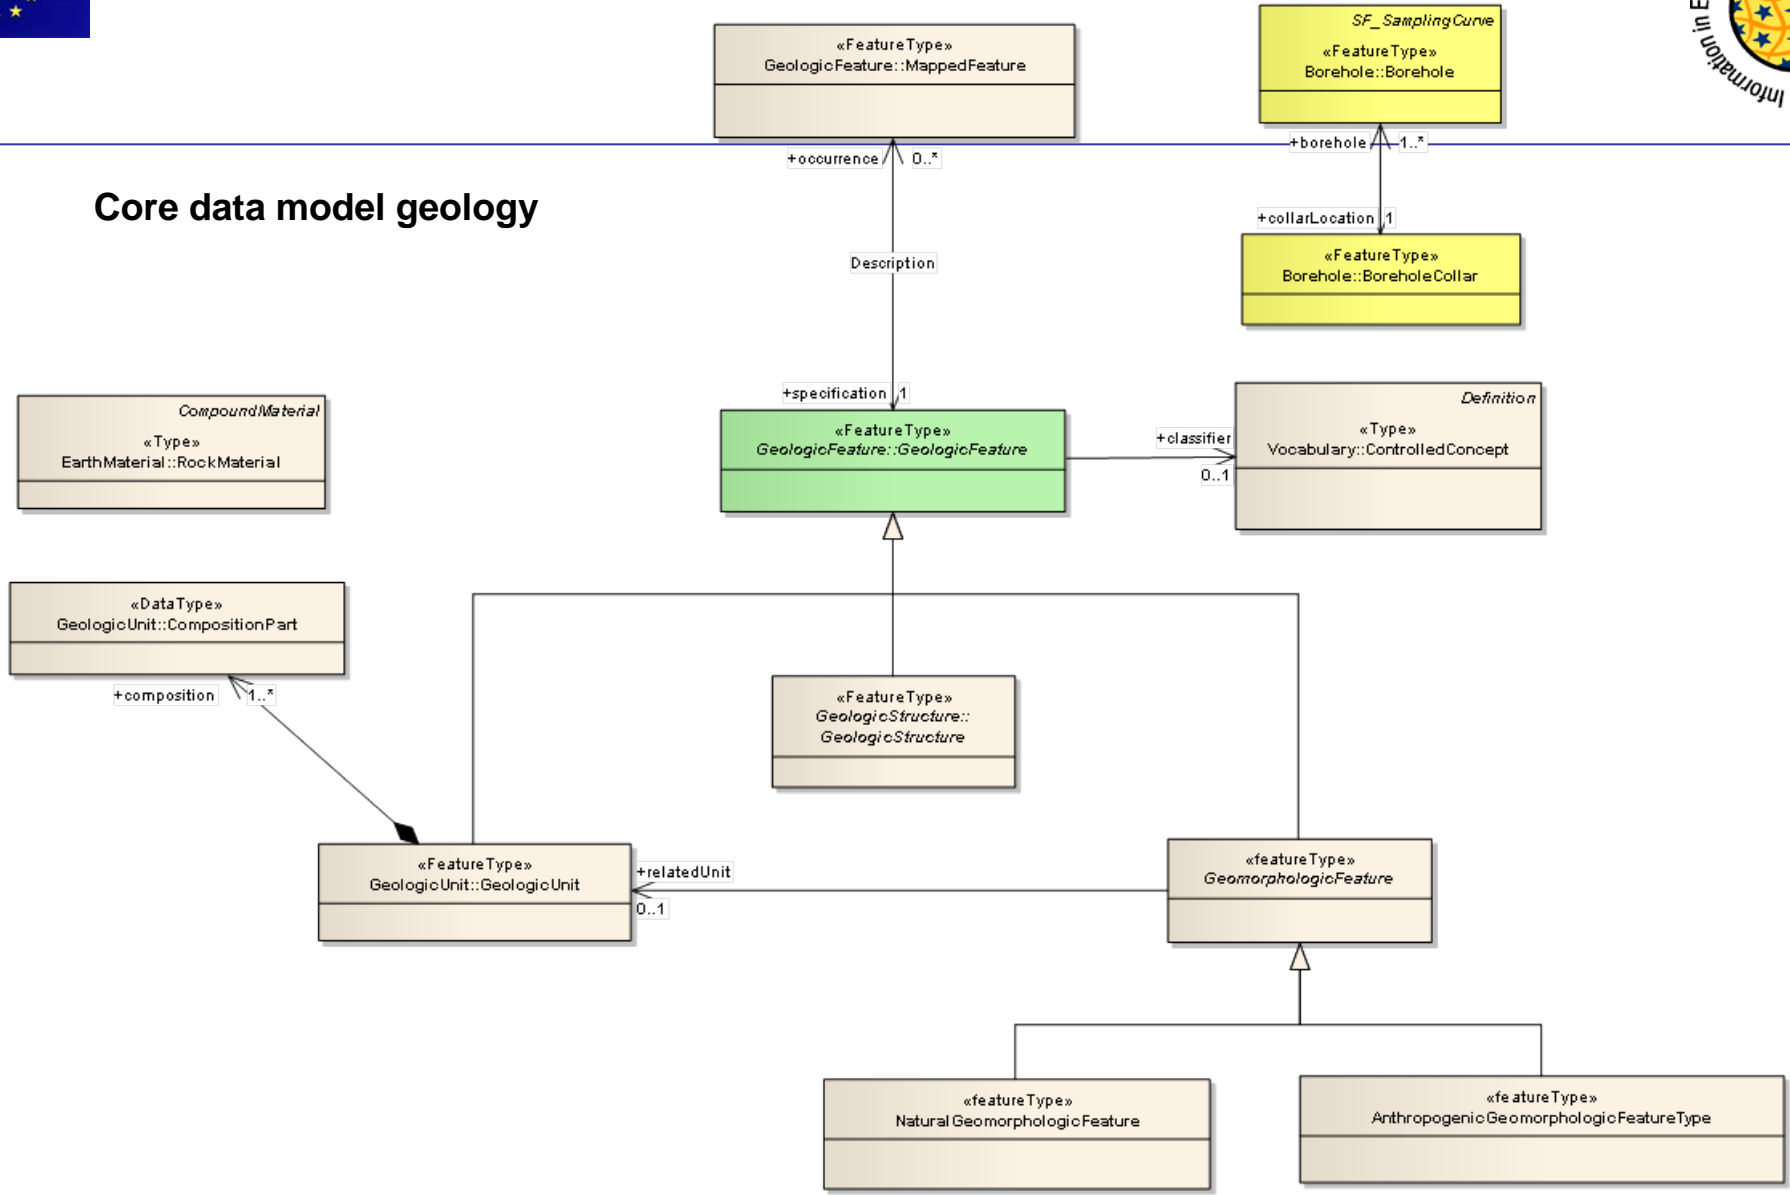 «FeatureType»
GeologicFeature::MappedFeature
SF_SamplingCurve
«FeatureType»
Borehole::Borehole
Information in E
+occurrence
0..*
+borehole
1..*
Core data model geology
+collarLocation
1
«FeatureType»
Borehole::BoreholeCollar
Description
+specification
1
CompoundMaterial
«Type»
EarthMaterial::RockMaterial
«FeatureType»
GeologicFeature::GeologicFeature
+classifier
0..1
Definition
«Type»
Vocabulary::ControlledConcept
«DataType»
GeologicUnit::CompositionPart
+composition
1..*
«FeatureType»
GeologicStructure::
GeologicStructure
«FeatureType»
GeologicUnit::GeologicUnit
+relatedUnit
0..1
«featureType»
GeomorphologicFeature
«featureType»
NaturalGeomorphologicFeature
«featureType»
AnthropogenicGeomorphologicFeatureType